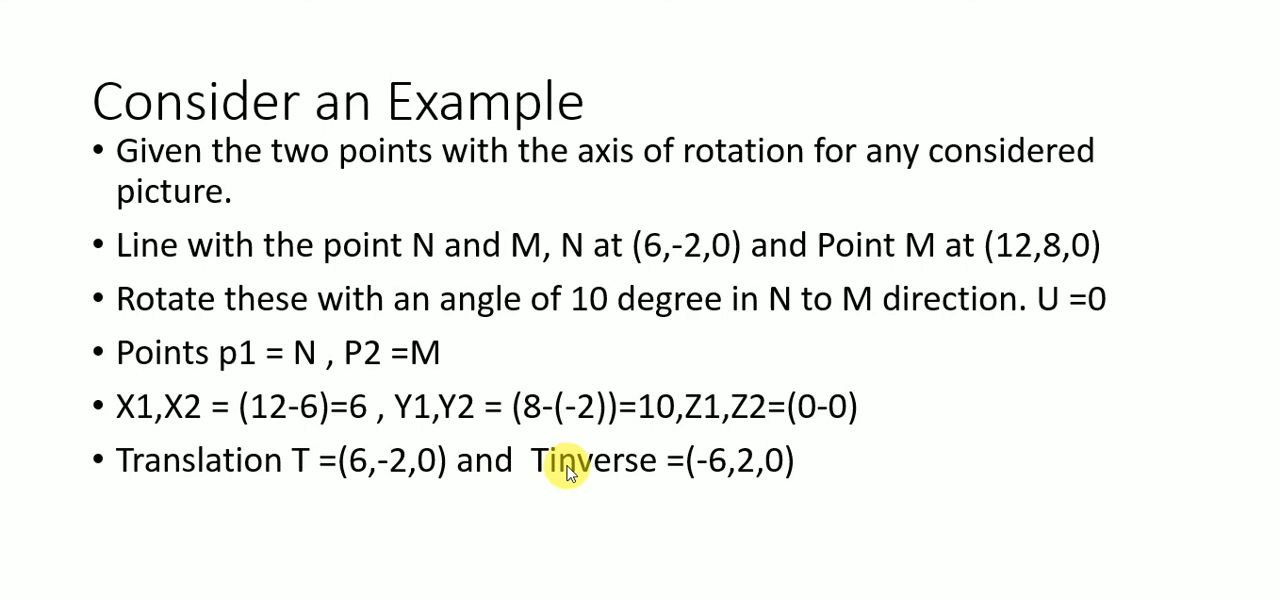 Consider an Example
• Given the two points with the axis of rotation for any considered
picture.
• Line with the point N and M, N at (6,-2,0) and Point M at (12,8,0)
• Rotate these with an angle of 10 degree in N to M direction. U =0
• Points p1 = N , P2 =M
• X1,X2 = (12-6)=6 , Y1,Y2 = (8-(-2))=10,Z1,Z2=(0-0)
• Translation T =(6,-2,0) and  Tinverse =(-6,2,0)